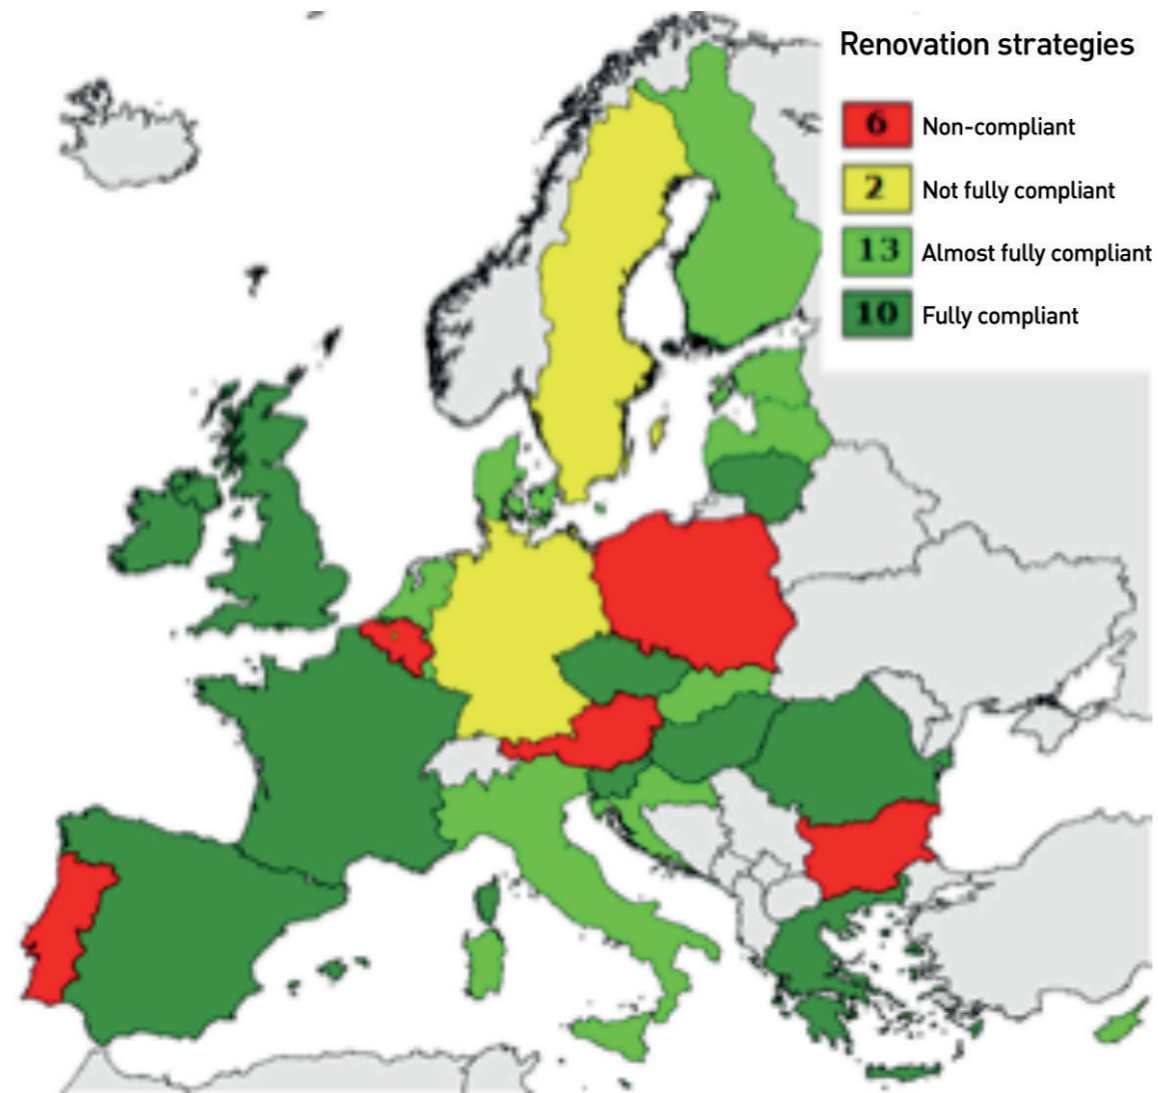 Renovation strategies
6 Non-compliant
2 Not fully compliant
13 Almost fully compliant
10 Fully compliant